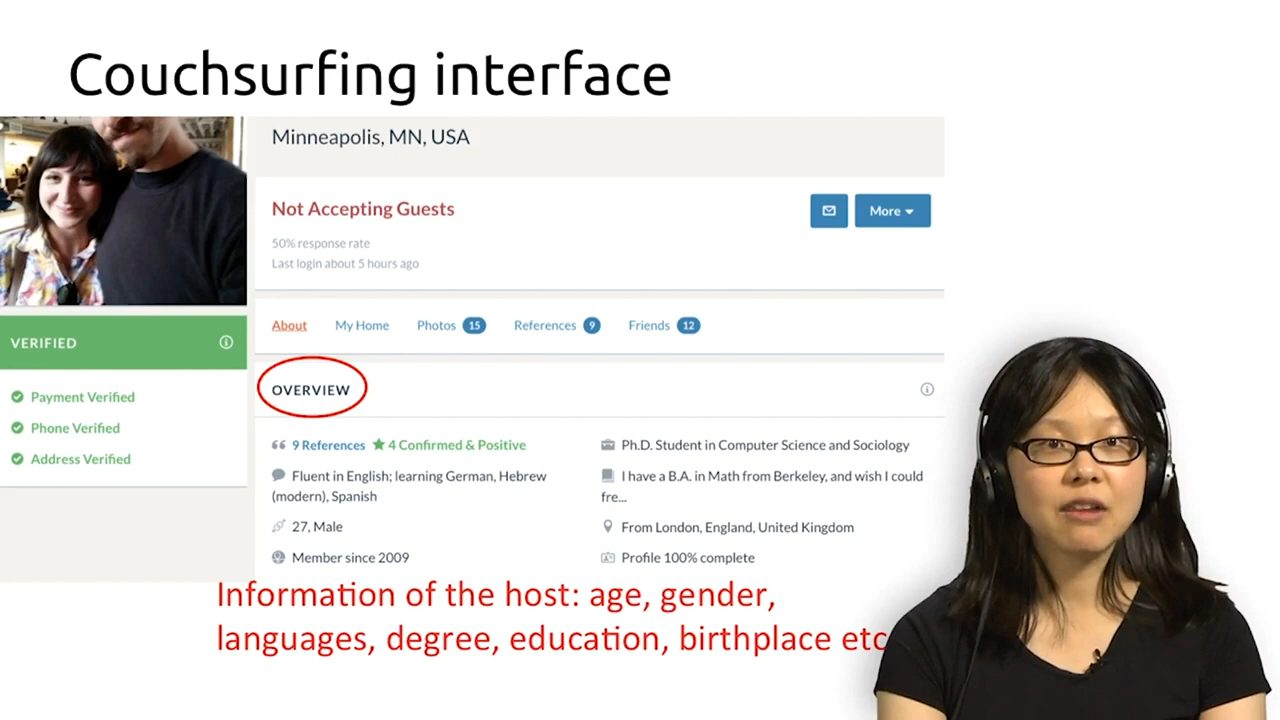 Couchsurfing interface
Minneapolis, MN, USA
Not Accepting Guests
More
50% response rate
Last login about 5 hours ago
About My Home Photos 15 References 9 Friends 12
VERIFIED
Payment Verified
Phone Verified
Address Verified
OVERVIEW
9 References 4 Confirmed & Positive
Fluent in English; learning German, Hebrew
(modern), Spanish
27, Male
Member since 2009
Ph.D. Student in Computer Science and Sociology
I have a B.A. in Math from Berkeley, and wish I could
fre...
From London, England, United Kingdom
Profile 100% complete
Information of the host: age, gender,
languages, degree, education, birthplace etc